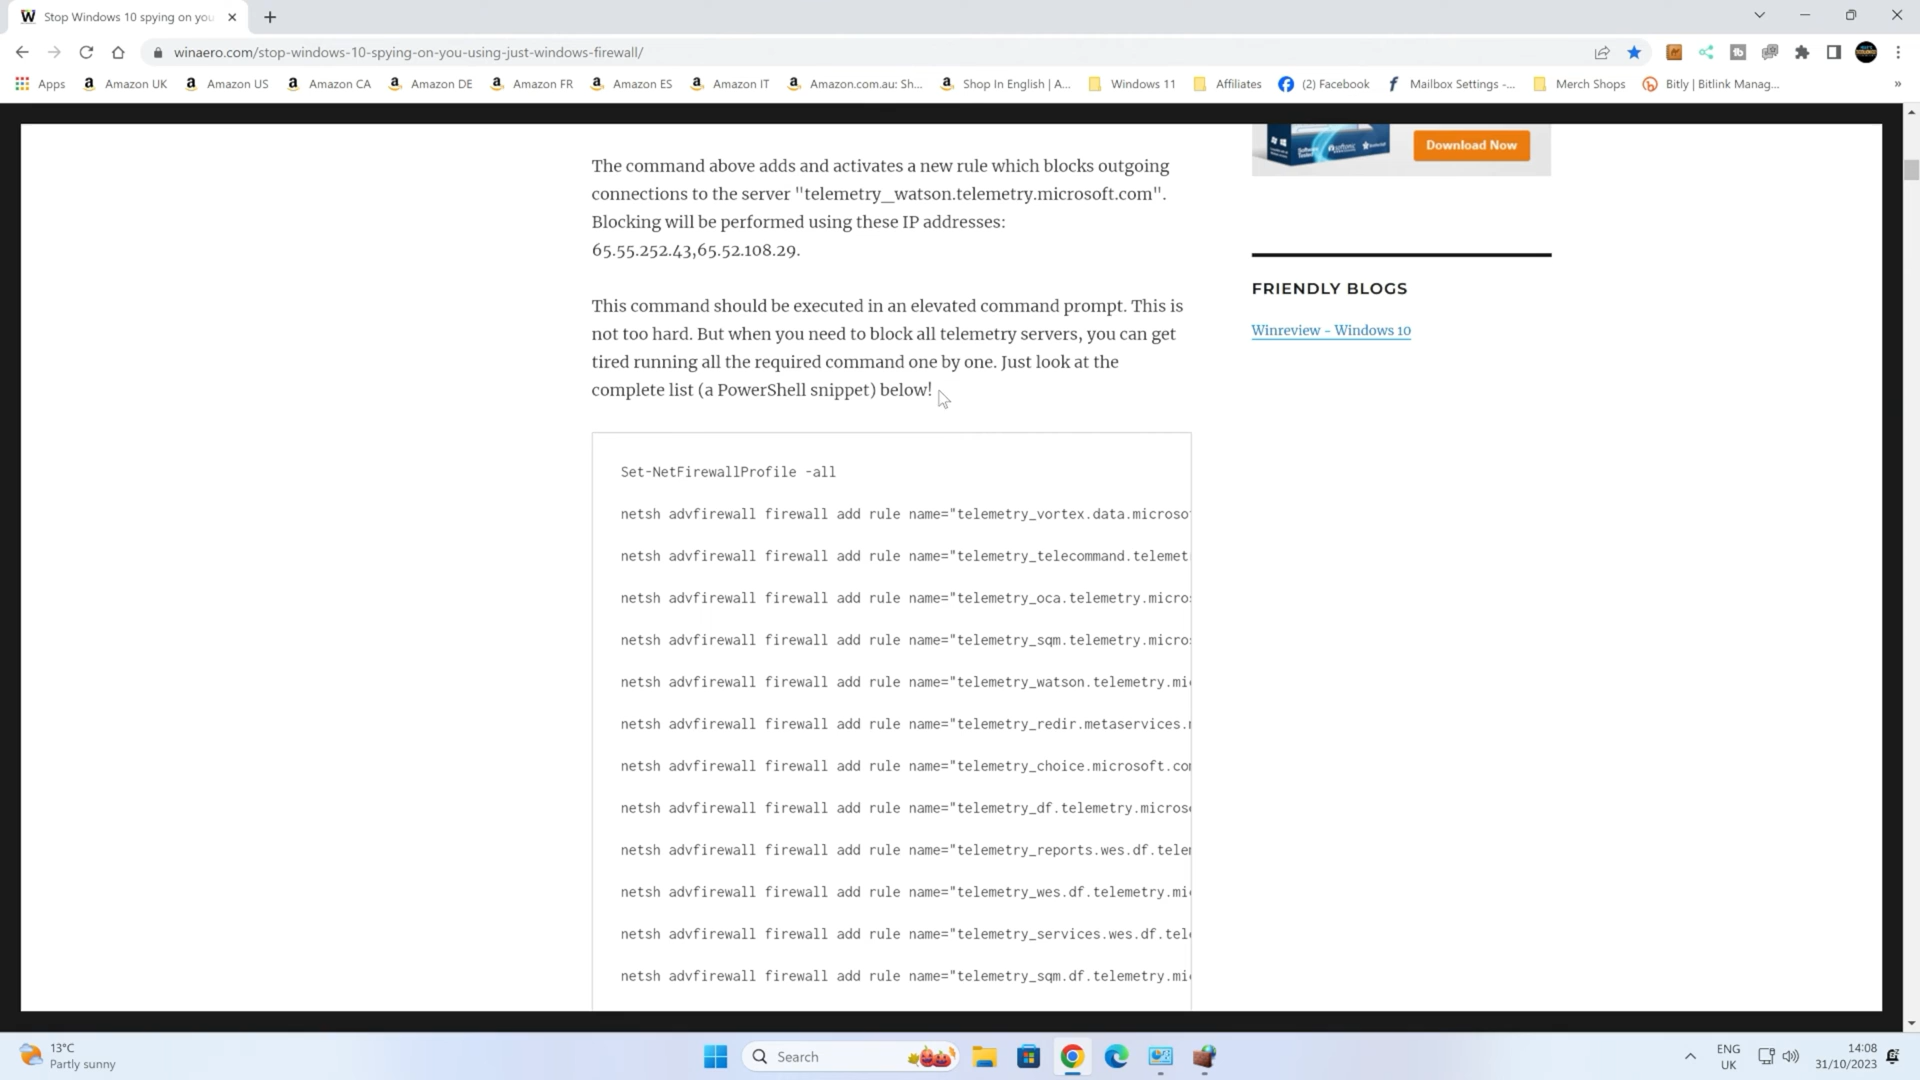 Stop Windows 10 spying on you
winaero.com/stop-windows-10-spying-on-you-using-just-windows-firewall/
Apps
Amazon UK
Amazon US
Amazon CA
Amazon DE
Amazon FR
Amazon ES
Amazon IT
Amazon.com.au: Sh...
Shop In English | A...
Windows 11
Affiliates
(2) Facebook
Mailbox Settings -...
Merch Shops
Bitly | Bitlink Manag...
»
The command above adds and activates a new rule which blocks outgoing
connections to the server "telemetry_watson.telemetry.microsoft.com".
Blocking will be performed using these IP addresses:
65.55.252.43,65.52.108.29.
This command should be executed in an elevated command prompt. This is
not too hard. But when you need to block all telemetry servers, you can get
tired running all the required command one by one. Just look at the
complete list (a PowerShell snippet) below!
Set-NetFirewallProfile -all
netsh advfirewall firewall add rule name="telemetry_vortex.data.microso
netsh advfirewall firewall add rule name="telemetry_telecommand.telemet
netsh advfirewall firewall add rule name="telemetry_oca.telemetry.micros
netsh advfirewall firewall add rule name="telemetry_sqm.telemetry.micros
netsh advfirewall firewall add rule name="telemetry_watson.telemetry.mic
netsh advfirewall firewall add rule name="telemetry_redir.metaservices.m
netsh advfirewall firewall add rule name="telemetry_choice.microsoft.com
netsh advfirewall firewall add rule name="telemetry_df.telemetry.microso
netsh advfirewall firewall add rule name="telemetry_reports.wes.df.telem
netsh advfirewall firewall add rule name="telemetry_wes.df.telemetry.mic
netsh advfirewall firewall add rule name="telemetry_services.wes.df.tele
netsh advfirewall firewall add rule name="telemetry_sqm.df.telemetry.mic
Download Now
FRIENDLY BLOGS
Winreview - Windows 10
13°C
Partly sunny
Search
ENG
UK
14:08
31/10/2023